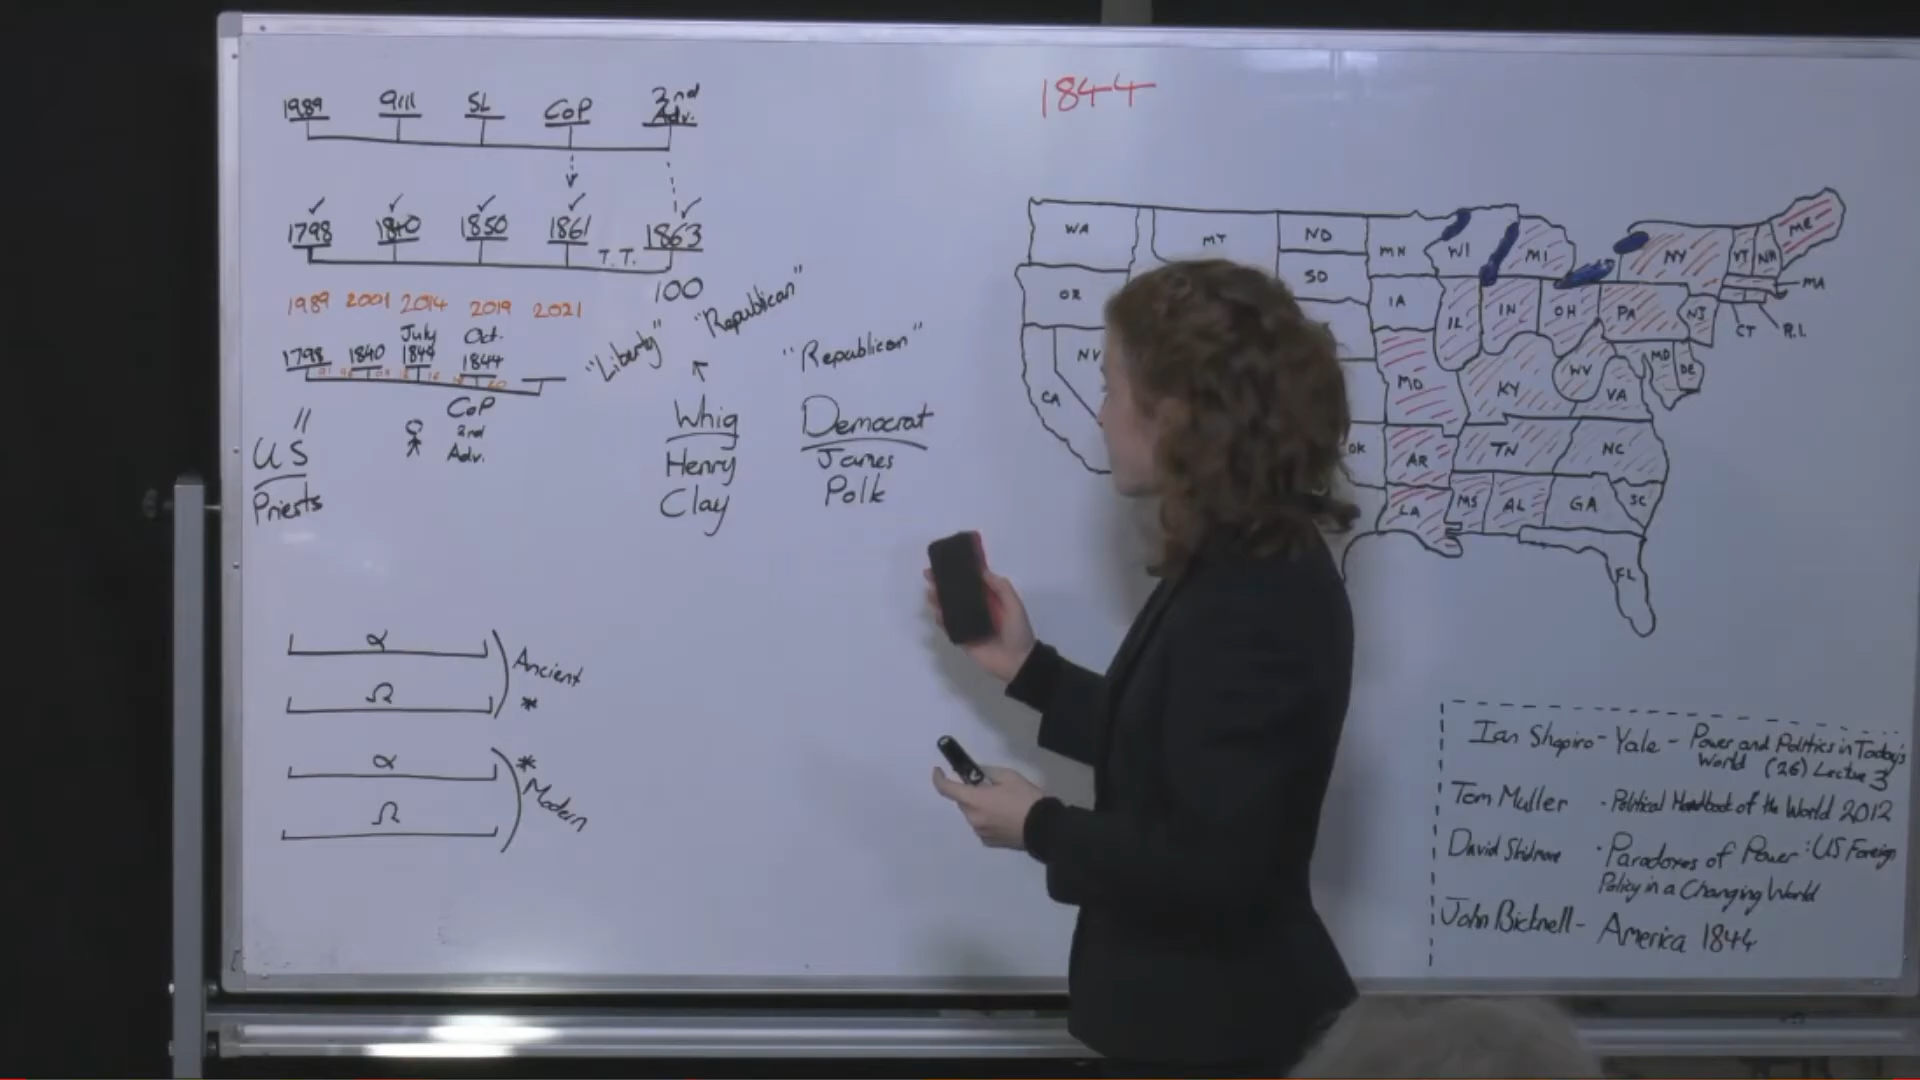 1989 9111 SL CoP 2nd Adv.
1798 1840 1850 1861 T.T. 1863
100
1989 2001 2014 2019 2021
July Oct.
1798 1840 1844 1844
CoP
2nd
Adv.
"
US
Priests
"Liberty" "Republican"
"Republican"
Whig Democrat
Henry James
Clay Polk
α
Ancient
Ω
*
α
*
Modern
Ω
1844
WA MT ND MN WI MI NY VT NH ME
OR SD IA IL IN OH PA NJ MA
CT R.I.
NV MO KY WV VA MD DE
CA OK AR TN NC
LA MS AL GA SC
FL
Ian Shapiro - Yale - Power and Politics in Today's
World (26) Lecture 3
Tom Muller - Political Handbook of the World 2012
David Skidmore · Paradoxes of Power: US Foreign
Policy in a Changing World
John Bicknell - America 1844